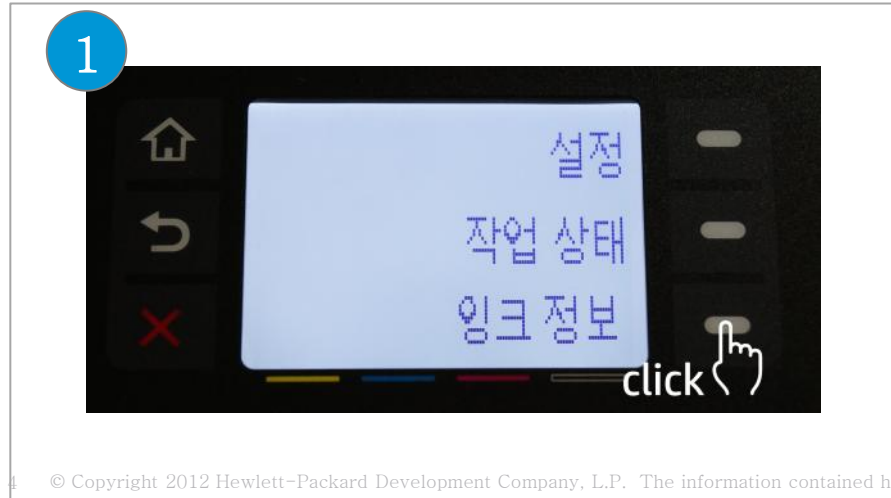 1
설정
작업 상태
잉크 정보
click
4 © Copyright 2012 Hewlett-Packard Development Company, L.P. The information contained